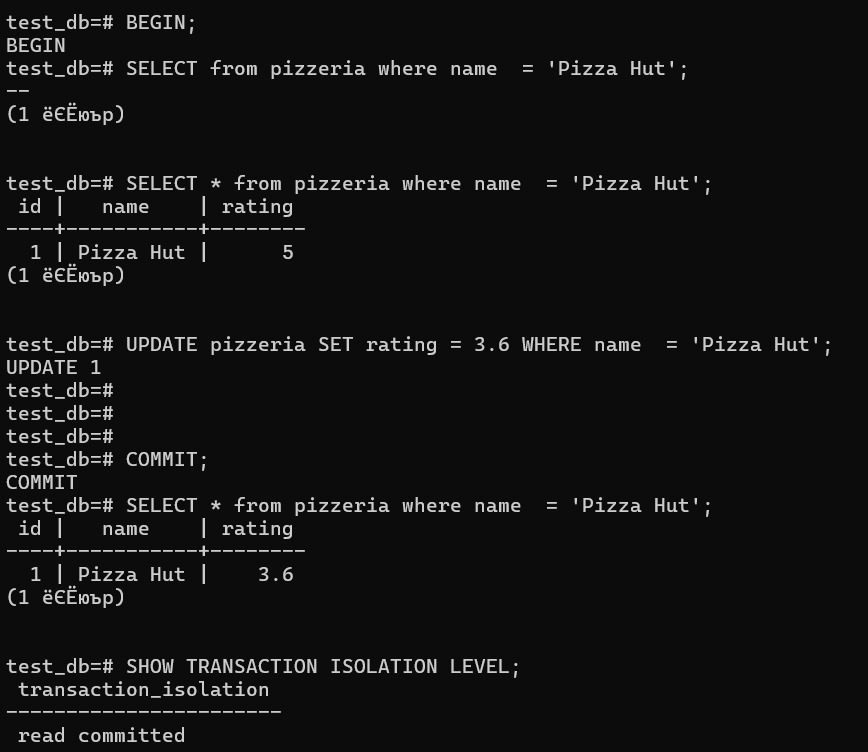 test_db=# BEGIN;
BEGIN
test_db=# SELECT from pizzeria where name  = 'Pizza Hut';
--
(1 ёЄЁюър)
test_db=# SELECT * from pizzeria where name  = 'Pizza Hut';
 id |   name    | rating
----+-----------+--------
  1 | Pizza Hut |      5
(1 ёЄЁюър)
test_db=# UPDATE pizzeria SET rating = 3.6 WHERE name  = 'Pizza Hut';
UPDATE 1
test_db=#
test_db=#
test_db=#
test_db=# COMMIT;
COMMIT
test_db=# SELECT * from pizzeria where name  = 'Pizza Hut';
 id |   name    | rating
----+-----------+--------
  1 | Pizza Hut |    3.6
(1 ёЄЁюър)
test_db=# SHOW TRANSACTION ISOLATION LEVEL;
 transaction_isolation
-----------------------
 read committed